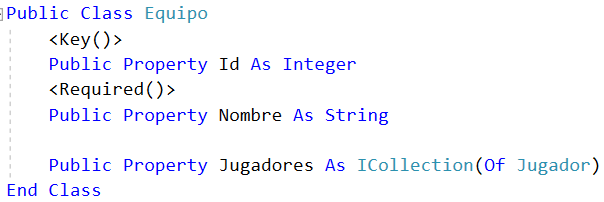 Public Class Equipo
<Key()>
Public Property Id As Integer
<Required()>
Public Property Nombre As String
Public Property Jugadores As ICollection(Of Jugador)
End Class